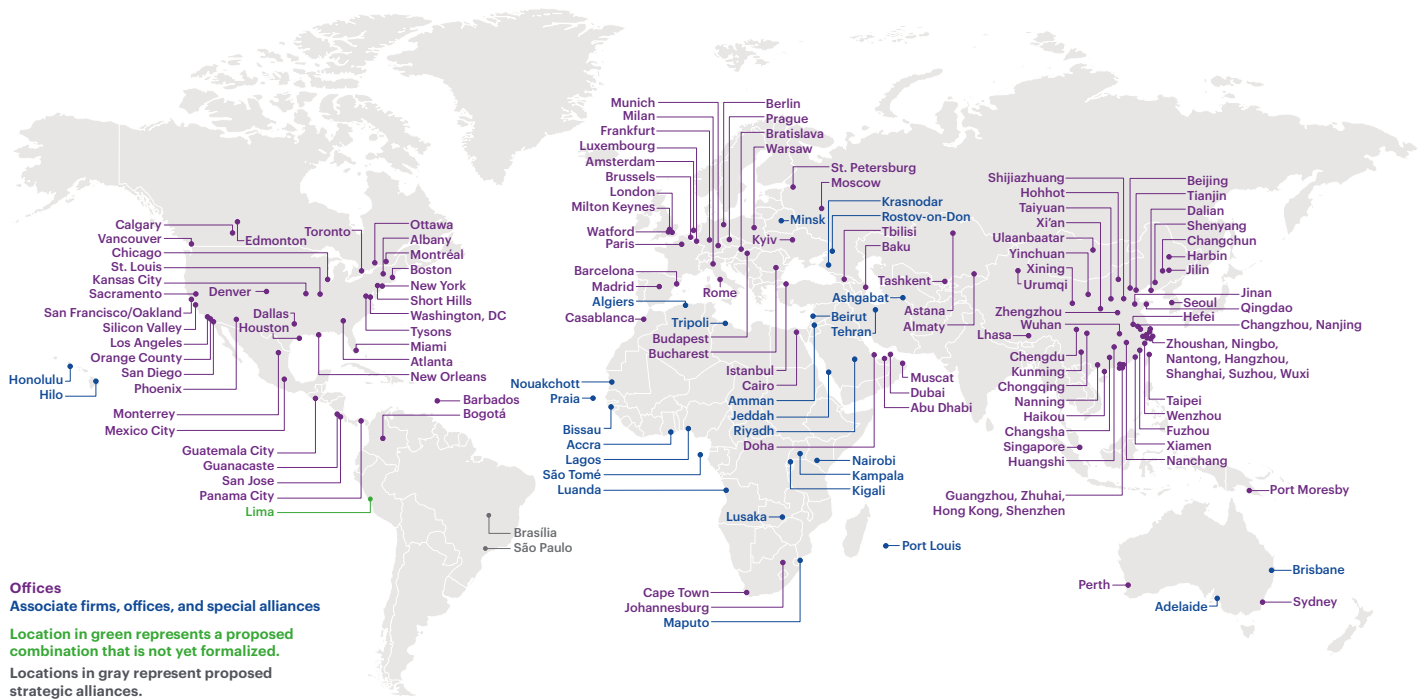 Calgary
Vancouver
Edmonton
Chicago
St. Louis
Kansas City
Sacramento
Denver
San Francisco/Oakland
Silicon Valley
Los Angeles
Orange County
San Diego
Phoenix
Dallas
Houston
Honolulu
Hilo
Monterrey
Mexico City
Guatemala City
Guanacaste
San Jose
Panama City
Lima
Toronto
Ottawa
Albany
Montréal
Boston
New York
Short Hills
Washington, DC
Tysons
Miami
Atlanta
New Orleans
Barbados
Bogotá
Brasília
São Paulo
Munich
Milan
Frankfurt
Luxembourg
Amsterdam
Brussels
London
Milton Keynes
Watford
Paris
Barcelona
Madrid
Algiers
Casablanca
Rome
Tripoli
Budapest
Bucharest
Berlin
Prague
Bratislava
Warsaw
St. Petersburg
Moscow
Minsk
Kyiv
Krasnodar
Rostov-on-Don
Tbilisi
Baku
Tashkent
Ashgabat
Astana
Almaty
Beirut
Tehran
Istanbul
Cairo
Amman
Jeddah
Riyadh
Doha
Muscat
Dubai
Abu Dhabi
Nouakchott
Praia
Bissau
Accra
Lagos
São Tomé
Luanda
Nairobi
Kampala
Kigali
Lusaka
Port Louis
Cape Town
Johannesburg
Maputo
Shijiazhuang
Hohhot
Taiyuan
Xi'an
Ulaanbaatar
Yinchuan
Xining
Urumqi
Zhengzhou
Wuhan
Lhasa
Chengdu
Kunming
Chongqing
Nanning
Haikou
Changsha
Singapore
Huangshi
Guangzhou, Zhuhai,
Hong Kong, Shenzhen
Beijing
Tianjin
Dalian
Shenyang
Changchun
Harbin
Jilin
Jinan
Seoul
Qingdao
Hefei
Changzhou, Nanjing
Zhoushan, Ningbo,
Nantong, Hangzhou,
Shanghai, Suzhou, Wuxi
Taipei
Wenzhou
Fuzhou
Xiamen
Nanchang
Port Moresby
Perth
Brisbane
Adelaide
Sydney
Offices
Associate firms, offices, and special alliances
Location in green represents a proposed
combination that is not yet formalized.
Locations in gray represent proposed
strategic alliances.